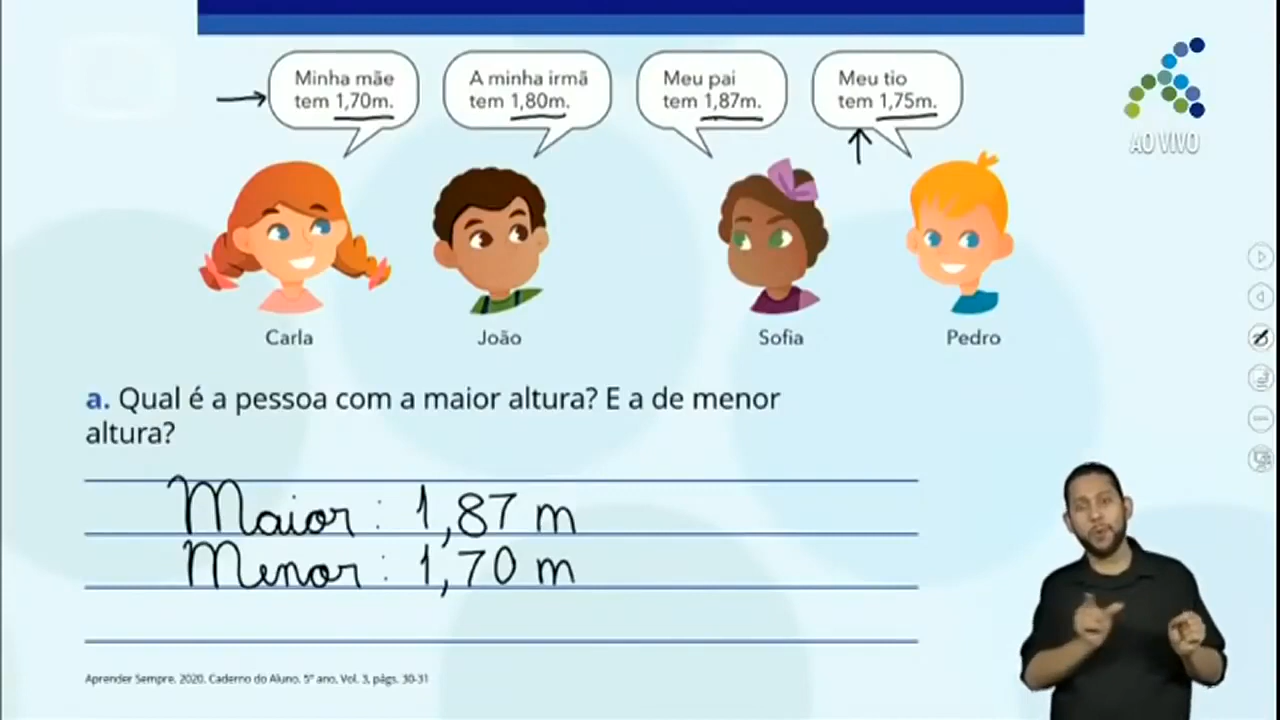 Minha mãe
tem 1,70m.
A minha irmã
tem 1,80m.
Meu pai
tem 1,87m.
Meu tio
tem 1,75m.
AO VIVO
Carla
João
Sofia
Pedro
a. Qual é a pessoa com a maior altura? E a de menor
altura?
Maior : 1,87 m
Menor : 1,70 m
Aprender Sempre. 2020. Caderno do Aluno. 5º ano, Vol. 3, págs. 30-31